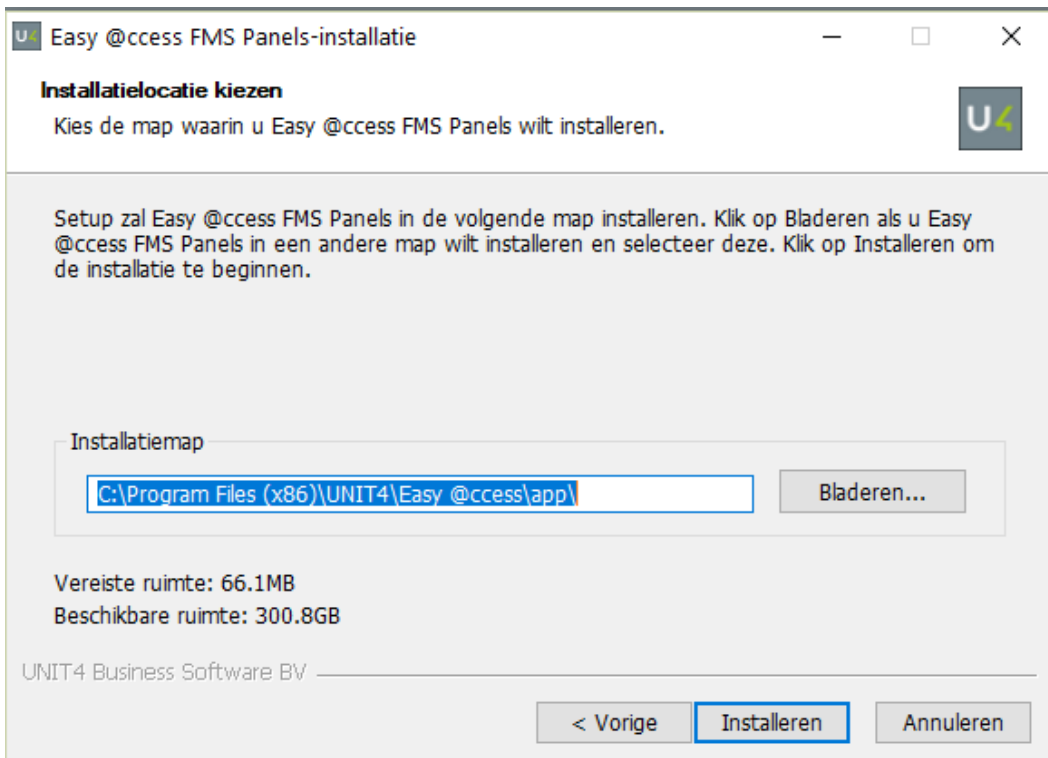 U4 Easy @ccess FMS Panels-installatie
Installatielocatie kiezen
Kies de map waarin u Easy @ccess FMS Panels wilt installeren.
U4
Setup zal Easy @ccess FMS Panels in de volgende map installeren. Klik op Bladeren als u Easy
@ccess FMS Panels in een andere map wilt installeren en selecteer deze. Klik op Installeren om
de installatie te beginnen.
Installatiemap
C:\Program Files (x86)\UNIT4\Easy @ccess\app\
Bladeren...
Vereiste ruimte: 66.1MB
Beschikbare ruimte: 300.8GB
UNIT4 Business Software BV
< Vorige
Installeren
Annuleren